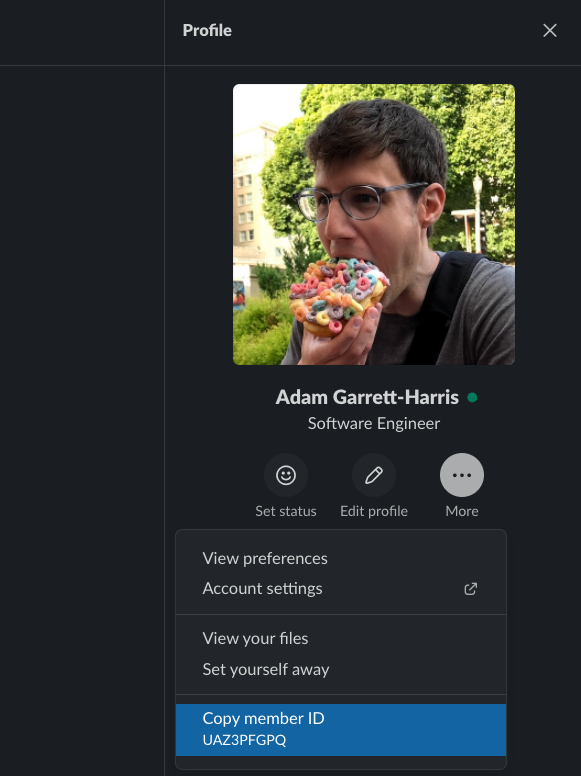 Profile
Adam Garrett-Harris
Software Engineer
Set status
Edit profile
More
View preferences
Account settings
View your files
Set yourself away
Copy member ID
UAZ3PFGPQ